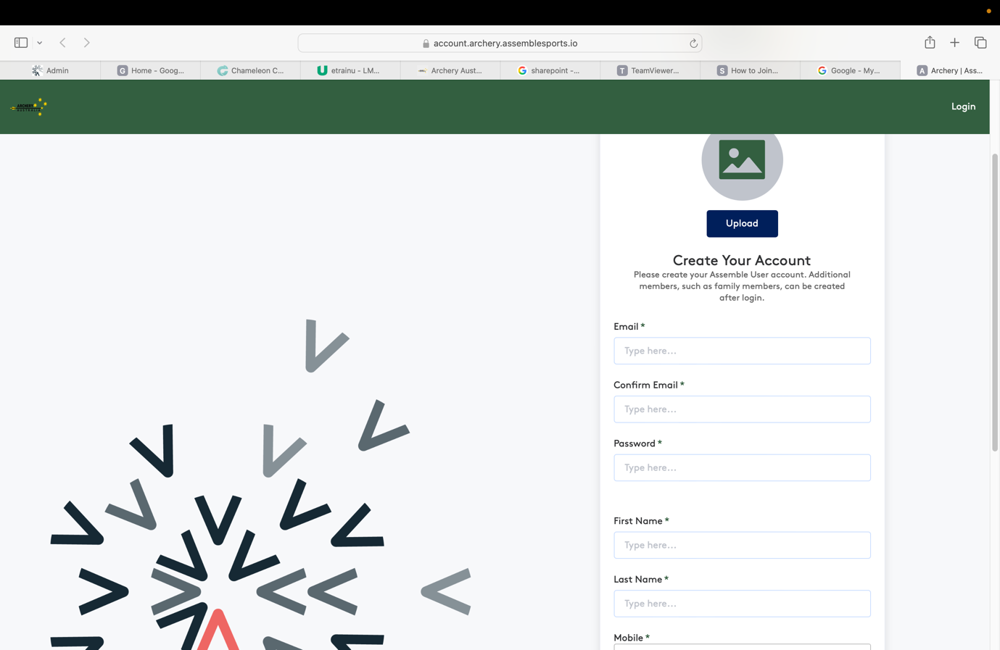 account.archery.assemblesports.io
Admin
G Home - Goog...
Chameleon C...
etrainu - LM...
Archery Aust...
sharepoint -...
T TeamViewer...
S How to Join...
Google - My...
A Archery | Ass...
ARCHERY
AUSTRALIA
Login
Upload
Create Your Account
Please create your Assemble User account. Additional
members, such as family members, can be created
after login.
Email *
Type here...
Confirm Email *
Type here...
Password *
Type here...
First Name *
Type here...
Last Name *
Type here...
Mobile *